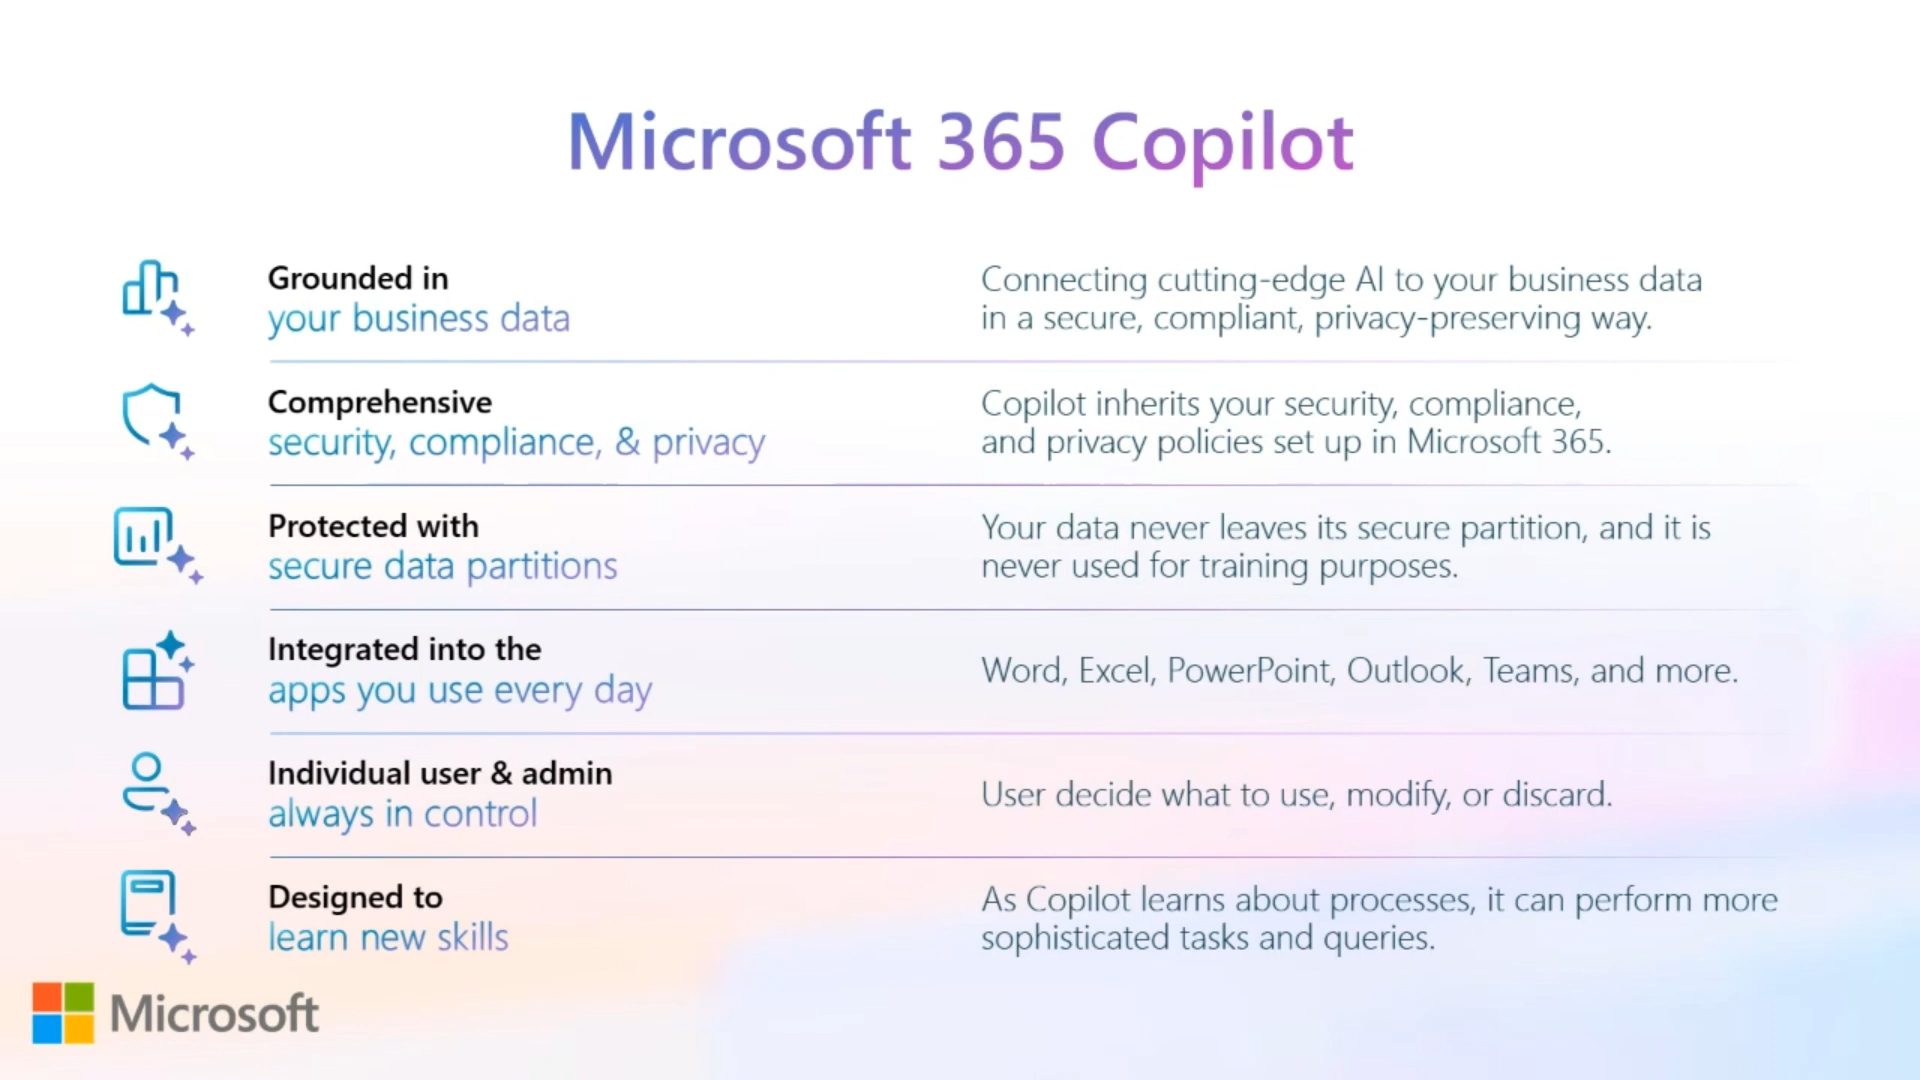 Microsoft 365 Copilot
Grounded in
your business data
Connecting cutting-edge AI to your business data
in a secure, compliant, privacy-preserving way.
Comprehensive
security, compliance, & privacy
Copilot inherits your security, compliance,
and privacy policies set up in Microsoft 365.
Protected with
secure data partitions
Your data never leaves its secure partition, and it is
never used for training purposes.
Integrated into the
apps you use every day
Word, Excel, PowerPoint, Outlook, Teams, and more.
Individual user & admin
always in control
User decide what to use, modify, or discard.
Designed to
learn new skills
As Copilot learns about processes, it can perform more
sophisticated tasks and queries.
Microsoft